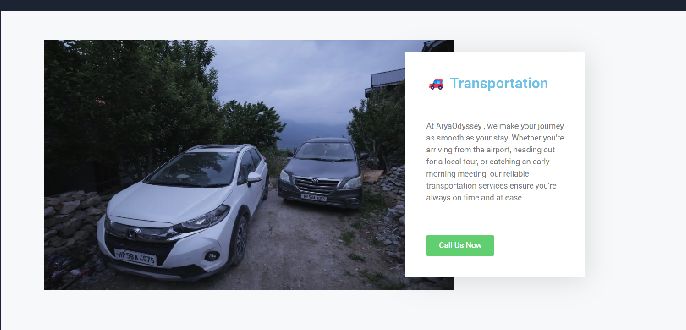 Transportation
At AryaOdyssey, we make your journey
as smooth as your stay. Whether you're
arriving from the airport, heading out
for a local tour, or catching an early
morning meeting, our reliable
transportation services ensure you're
always on time and at ease.
Call Us Now